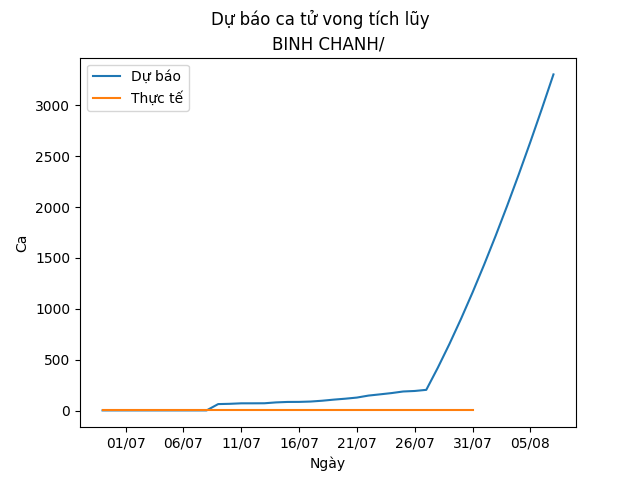 Dự báo ca tử vong tích lũy
BINH CHANH/
Dự báo
Thực tế
3000
2500
2000
1500
1000
500
0
Ca
01/07 06/07 11/07 16/07 21/07 26/07 31/07 05/08
Ngày